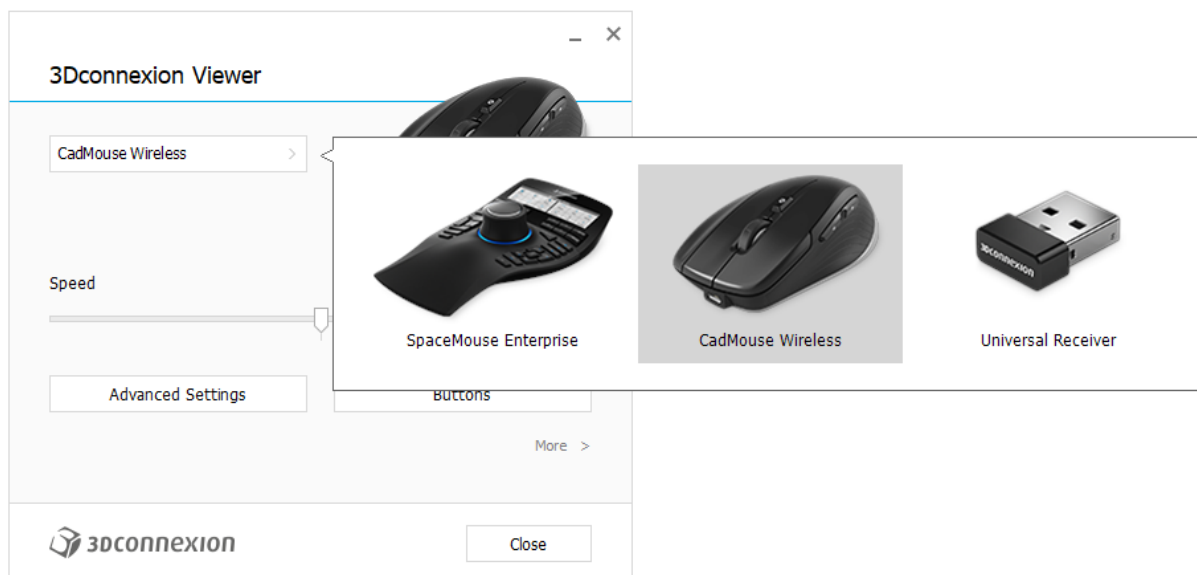 3Dconnexion Viewer
CadMouse Wireless
Speed
3DCONNEXION
SpaceMouse Enterprise
CadMouse Wireless
Universal Receiver
Advanced Settings
Buttons
More >
3DCONNEXION
Close